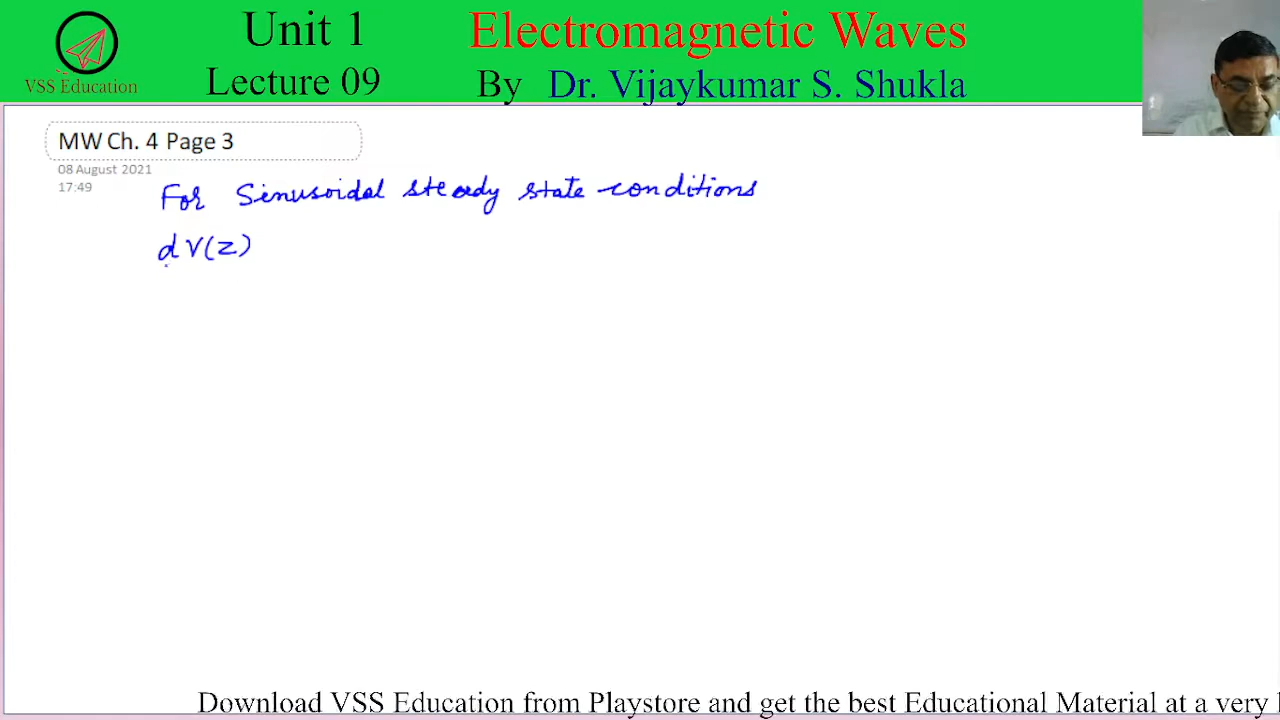 Unit 1
Electromagnetic Waves
VSS Education
Lecture 09
By Dr. Vijaykumar S. Shukla
MW Ch. 4 Page 3
08 August 2021
17:49
For Sinusoidal steady state conditions
dV(z)
Download VSS Education from Playstore and get the best Educational Material at a very